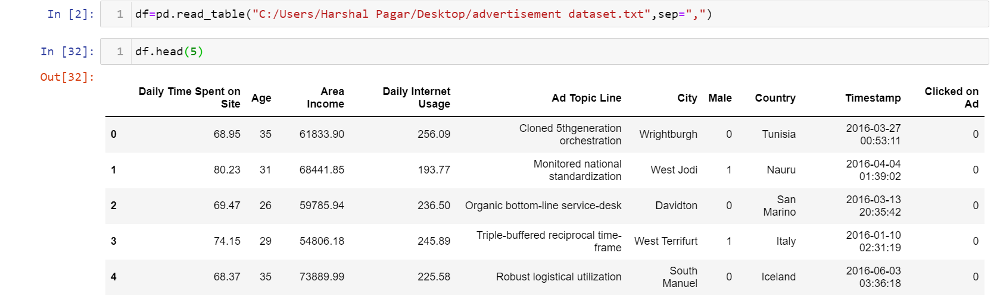 In [2]: 1 df=pd.read_table("C:/Users/Harshal Pagar/Desktop/advertisement dataset.txt",sep=",")
In [32]: 1 df.head(5)
Out[32]:
Daily Time Spent on Site Age Area Income Daily Internet Usage Ad Topic Line City Male Country Timestamp Clicked on Ad
0 68.95 35 61833.90 256.09 Cloned 5thgeneration orchestration Wrightburgh 0 Tunisia 2016-03-27 00:53:11 0
1 80.23 31 68441.85 193.77 Monitored national standardization West Jodi 1 Nauru 2016-04-04 01:39:02 0
2 69.47 26 59785.94 236.50 Organic bottom-line service-desk Davidton 0 San Marino 2016-03-13 20:35:42 0
3 74.15 29 54806.18 245.89 Triple-buffered reciprocal time-frame West Terrifurt 1 Italy 2016-01-10 02:31:19 0
4 68.37 35 73889.99 225.58 Robust logistical utilization South Manuel 0 Iceland 2016-06-03 03:36:18 0